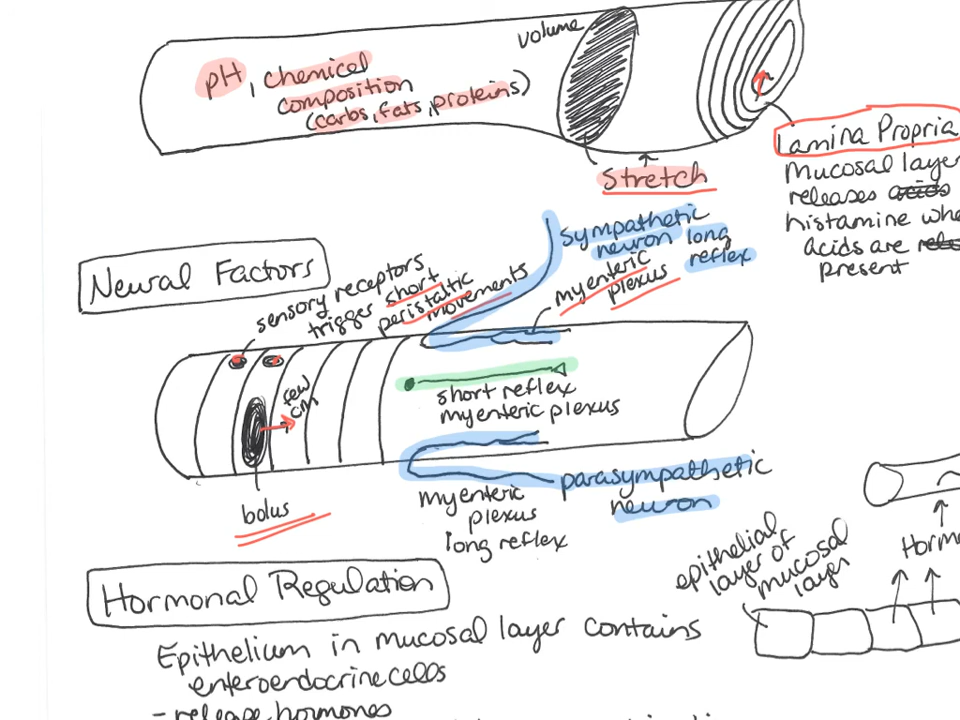 volume
pH, chemical
composition
(carbs, fats, proteins)
Stretch
Lamina Propria
Mucosal layer
releases acids
histamine
acids are
present
Neural Factors
sensory receptors
trigger short
peristaltic
movements
sympathetic
neuron long
reflex
myenteric
plexus
few
cm
short reflex
myenteric plexus
bolus
parasympathetic
neuron
myenteric
plexus
long reflex
Hormonal Regulation
Epithelium in mucosal layer contains
enteroendocrine cells
- release hormones
epithelial
layer of
mucosal
layer